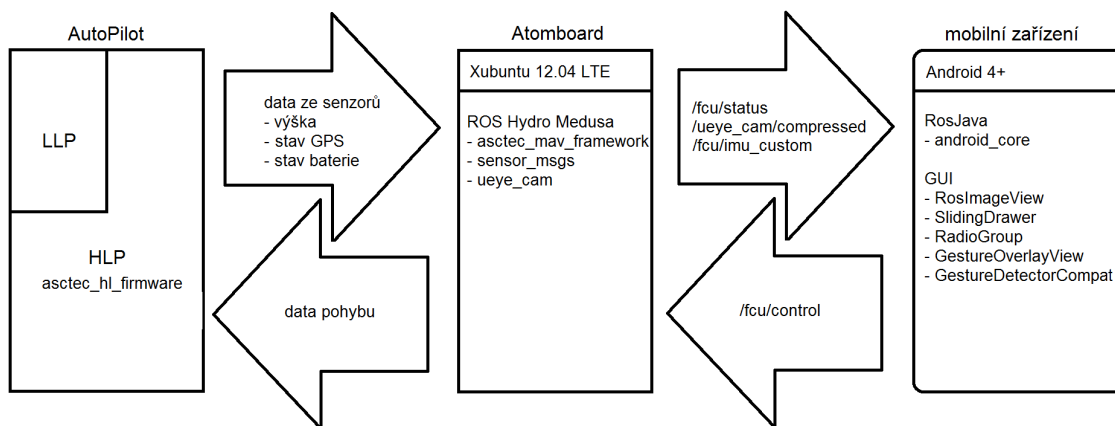 AutoPilot
LLP
HLP
asctec_hl_firmware
data ze senzorů
- výška
- stav GPS
- stav baterie
data pohybu
Atomboard
Xubuntu 12.04 LTE
ROS Hydro Medusa
- asctec_mav_framework
- sensor_msgs
- ueye_cam
/fcu/status
/ueye_cam/compressed
/fcu/imu_custom
/fcu/control
mobilní zařízení
Android 4+
RosJava
- android_core
GUI
- RosImageView
- SlidingDrawer
- RadioGroup
- GestureOverlayView
- GestureDetectorCompat